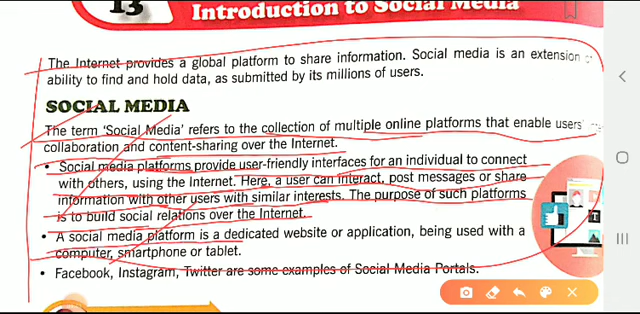 13
Introduction to Social Media
The Internet provides a global platform to share information. Social media is an extension
ability to find and hold data, as submitted by its millions of users.
SOCIAL MEDIA
The term 'Social Media' refers to the collection of multiple online platforms that enable users
collaboration and content-sharing over the Internet.
• Social media platforms provide user-friendly interfaces for an individual to connect
with others, using the Internet. Here, a user can interact, post messages or share
information with other users with similar interests. The purpose of such platforms
is to build social relations over the Internet.
• A social media platform is a dedicated website or application, being used with a
computer, smartphone or tablet.
• Facebook, Instagram, Twitter are some examples of Social Media Portals.